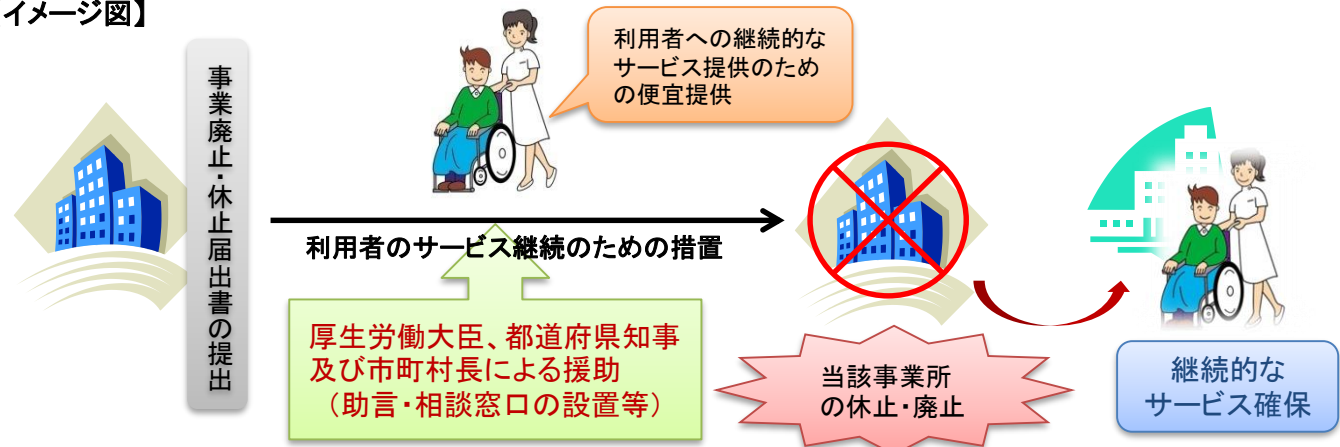 イメージ図】
事業廃止・休止届出書の提出
利用者への継続的な
サービス提供のため
の便宜提供
利用者のサービス継続のための措置
厚生労働大臣、都道府県知事
及び市町村長による援助
（助言・相談窓口の設置等）
当該事業所
の休止・廃止
継続的な
サービス確保